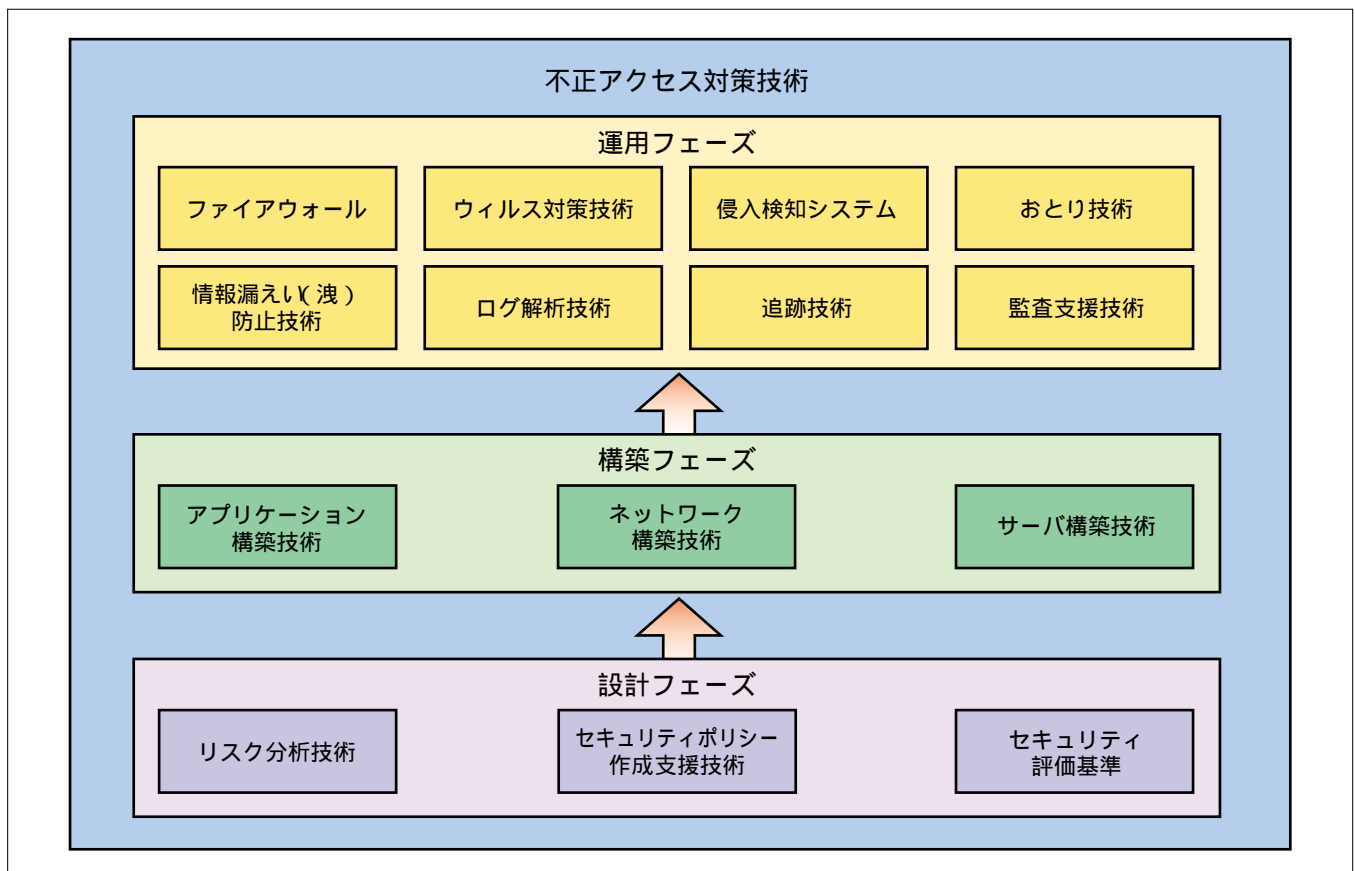 不正アクセス対策技術
運用フェーズ
ファイアウォール
ウィルス対策技術
侵入検知システム
おとり技術
情報漏えい(洩)
防止技術
ログ解析技術
追跡技術
監査支援技術
構築フェーズ
アプリケーション
構築技術
ネットワーク
構築技術
サーバ構築技術
設計フェーズ
リスク分析技術
セキュリティポリシー
作成支援技術
セキュリティ
評価基準